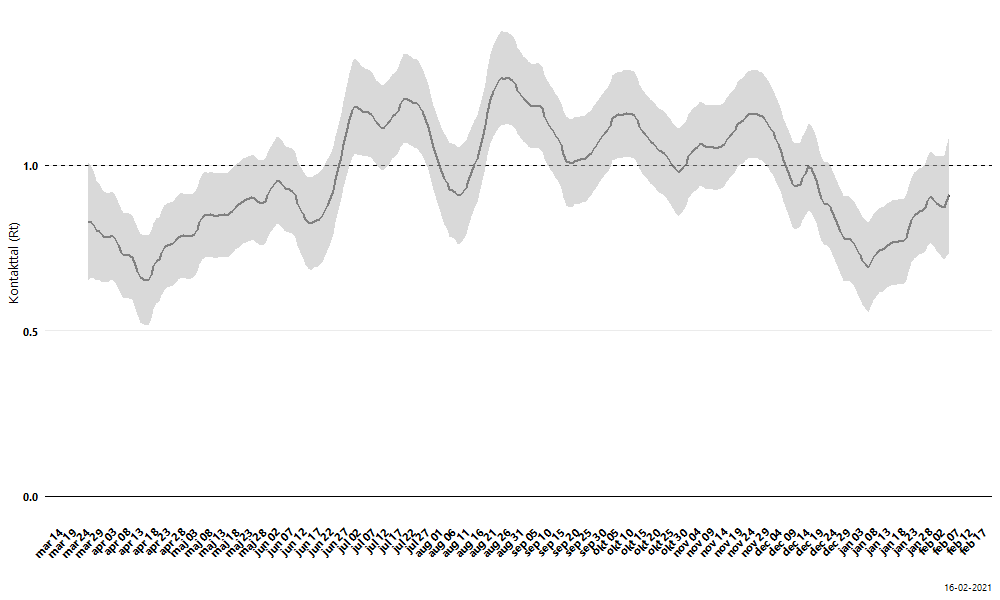 1.0
0.5
0.0
Kontakttal (Rt)
mar 14
mar 19
mar 24
mar 29
apr 03
apr 08
apr 13
apr 18
apr 23
apr 28
maj 03
maj 08
maj 13
maj 18
maj 23
maj 28
jun 02
jun 07
jun 12
jun 17
jun 22
jun 27
jul 02
jul 07
jul 12
jul 17
jul 22
jul 27
aug 01
aug 06
aug 11
aug 16
aug 21
aug 26
aug 31
sep 05
sep 10
sep 15
sep 20
sep 25
sep 30
okt 05
okt 10
okt 15
okt 20
okt 25
okt 30
nov 04
nov 09
nov 14
nov 19
nov 24
nov 29
dec 04
dec 09
dec 14
dec 19
dec 24
dec 29
jan 03
jan 08
jan 13
jan 18
jan 23
jan 28
feb 02
feb 07
feb 12
feb 17
16-02-2021